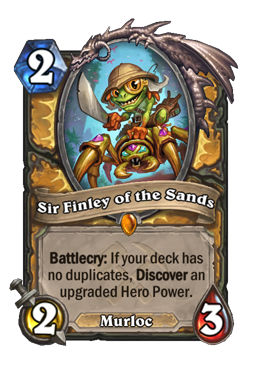 2
Sir Finley of the Sands
Battlecry: If your deck has
no duplicates, Discover an
upgraded Hero Power.
2
Murloc
3